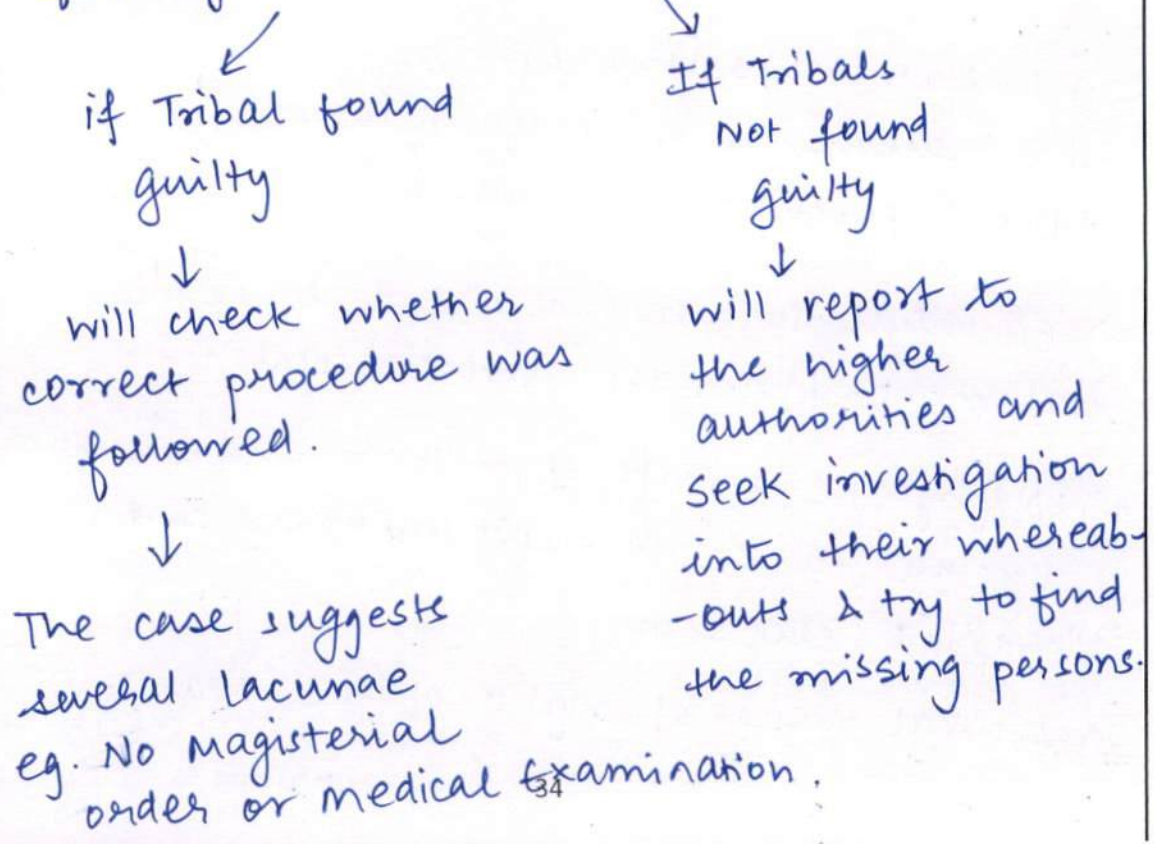 if Tribal found
guilty
↓
will check whether
correct procedure was
followed.
↓
The case suggests
several lacunae
eg. No Magisterial
order or medical Examination.
If Tribals
Not found
guilty
↓
will report to
the higher
authorities and
seek investigation
into their whereab-
-outs & try to find
the missing persons.
34